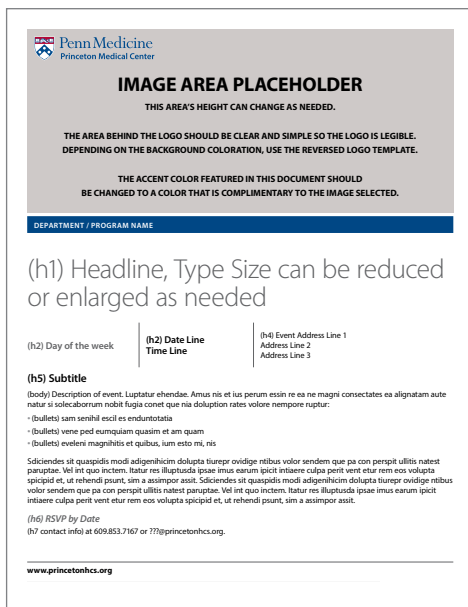 Penn Medicine
Princeton Medical Center
IMAGE AREA PLACEHOLDER
THIS AREA'S HEIGHT CAN CHANGE AS NEEDED.
THE AREA BEHIND THE LOGO SHOULD BE CLEAR AND SIMPLE SO THE LOGO IS LEGIBLE.
DEPENDING ON THE BACKGROUND COLORATION, USE THE REVERSED LOGO TEMPLATE.
THE ACCENT COLOR FEATURED IN THIS DOCUMENT SHOULD
BE CHANGED TO A COLOR THAT IS COMPLIMENTARY TO THE IMAGE SELECTED.
DEPARTMENT / PROGRAM NAME
(h1) Headline, Type Size can be reduced
or enlarged as needed
(h2) Day of the week
(h2) Date Line
Time Line
(h4) Event Address Line 1
Address Line 2
Address Line 3
(h5) Subtitle
(body) Description of event. Luptatur ehendae. Amus nis et ius perum essin re ea ne magni consectates ea alignatam aute
natur si solecaborrum nobit fugia conet que nia doluption rates volore nempore ruptur:
• (bullets) sam senihil escil es enduntotatia
• (bullets) vene ped eumquiam quasim et am quam
• (bullets) eveleni magnihitis et quibus, ium esto mi, nis
Sdiciendes sit quaspidis modi adigenihicim dolupta tiurepr ovidige ntibus volor sendem que pa con perspit ullitis natest
paruptae. Vel int quo inctem. Itatur res illuptusda ipsae imus earum ipicit intiaere culpa perit vent etur rem eos volupta
spicipid et, ut rehendi psunt, sim a assimpor assit. Sdiciendes sit quaspidis modi adigenihicim dolupta tiurepr ovidige ntibus
volor sendem que pa con perspit ullitis natest paruptae. Vel int quo inctem. Itatur res illuptusda ipsae imus earum ipicit
intiaere culpa perit vent etur rem eos volupta spicipid et, ut rehendi psunt, sim a assimpor assit.
(h6) RSVP by Date
(h7 contact info) at 609.853.7167 or ???@princetonhcs.org.
www.princetonhcs.org